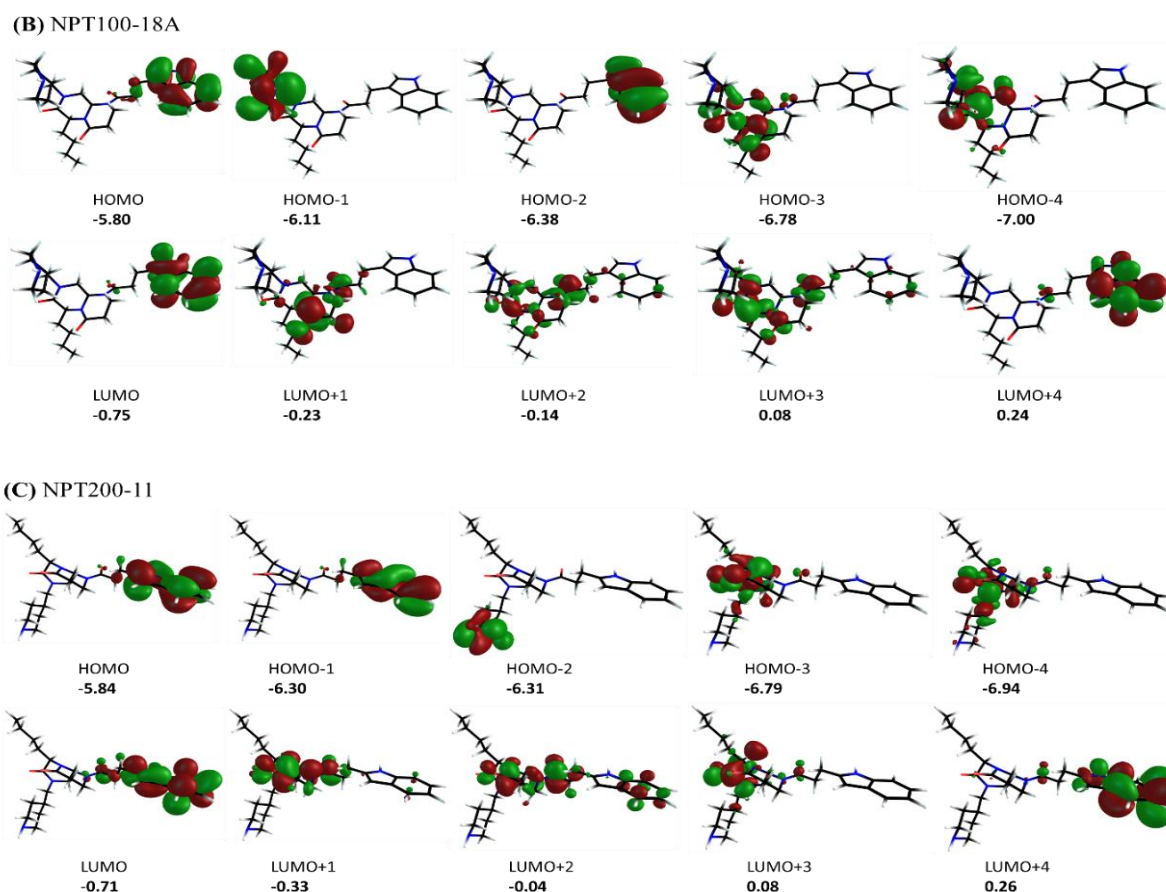 (B) NPT100-18A
HOMO HOMO-1 HOMO-2 HOMO-3 HOMO-4
-5.80 -6.11 -6.38 -6.78 -7.00
LUMO LUMO+1 LUMO+2 LUMO+3 LUMO+4
-0.75 -0.23 -0.14 0.08 0.24
(C) NPT200-11
HOMO HOMO-1 HOMO-2 HOMO-3 HOMO-4
-5.84 -6.30 -6.31 -6.79 -6.94
LUMO LUMO+1 LUMO+2 LUMO+3 LUMO+4
-0.71 -0.33 -0.04 0.08 0.26